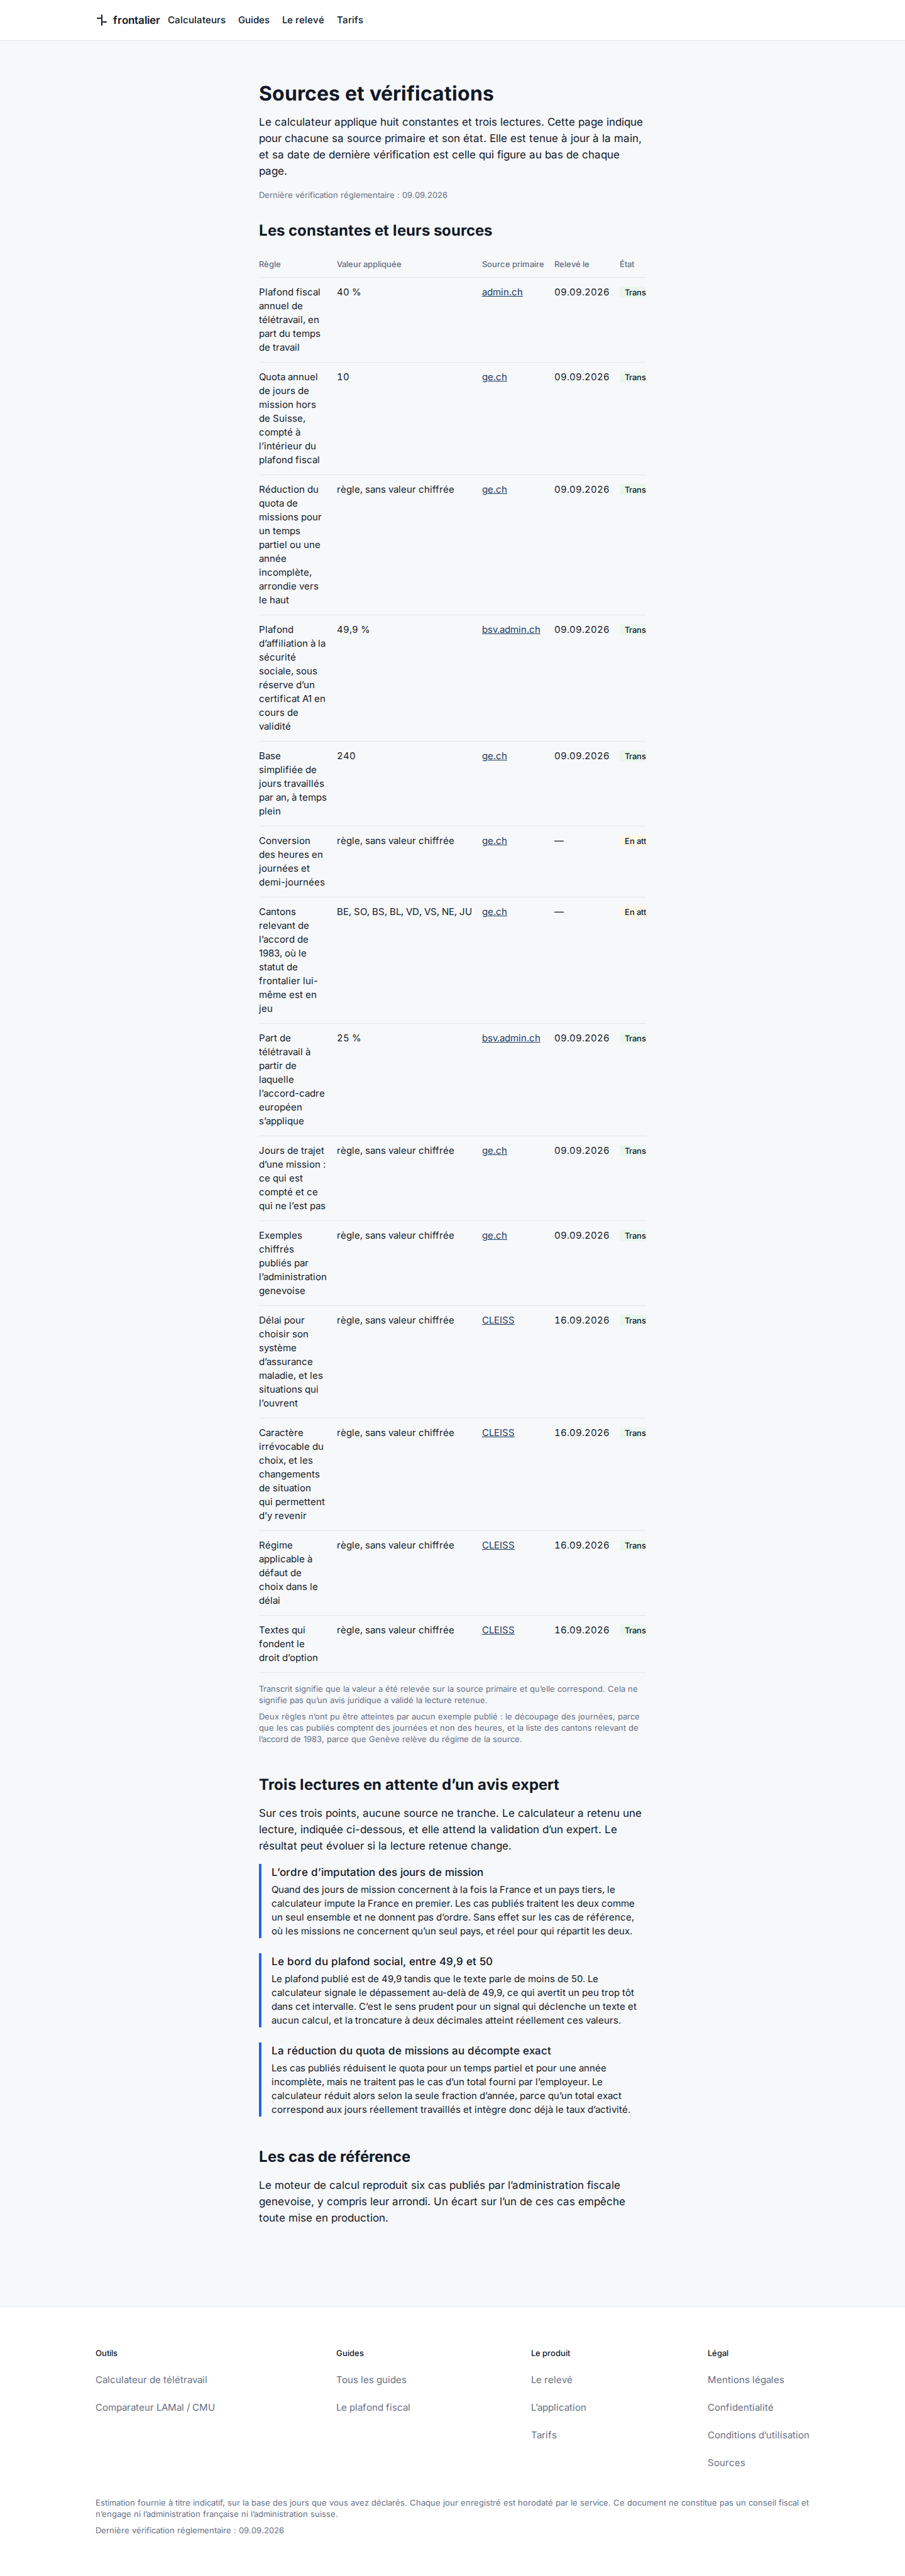 frontalier Calculateurs Guides Le relevé Tarifs
Sources et vérifications
Le calculateur applique huit constantes et trois lectures. Cette page indique
pour chacune sa source primaire et son état. Elle est tenue à jour à la main,
et sa date de dernière vérification est celle qui figure au bas de chaque
page.
Dernière vérification réglementaire : 09.09.2026
Les constantes et leurs sources
Règle Valeur appliquée Source primaire Relevé le État
Plafond fiscal 40 % admin.ch 09.09.2026 Trans
annuel de
télétravail, en
part du temps
de travail
Quota annuel 10 ge.ch 09.09.2026 Trans
de jours de
mission hors
de Suisse,
compté à
l’intérieur du
plafond fiscal
Réduction du règle, sans valeur chiffrée ge.ch 09.09.2026 Trans
quota de
missions pour
un temps
partiel ou une
année
incomplète,
arrondie vers
le haut
Plafond 49,9 % bsv.admin.ch 09.09.2026 Trans
d’affiliation à la
sécurité
sociale, sous
réserve d’un
certificat A1 en
cours de
validité
Base 240 ge.ch 09.09.2026 Trans
simplifiée de
jours travaillés
par an, à temps
plein
Conversion règle, sans valeur chiffrée ge.ch — En att
des heures en
journées et
demi-journées
Cantons BE, SO, BS, BL, VD, VS, NE, JU ge.ch — En att
relevant de
l’accord de
1983, où le
statut de
frontalier lui-
même est en
jeu
Part de 25 % bsv.admin.ch 09.09.2026 Trans
télétravail à
partir de
laquelle
l’accord-cadre
européen
s’applique
Jours de trajet règle, sans valeur chiffrée ge.ch 09.09.2026 Trans
d’une mission :
ce qui est
compté et ce
qui ne l’est pas
Exemples règle, sans valeur chiffrée ge.ch 09.09.2026 Trans
chiffrés
publiés par
l’administration
genevoise
Délai pour règle, sans valeur chiffrée CLEISS 16.09.2026 Trans
choisir son
système
d’assurance
maladie, et les
situations qui
l’ouvrent
Caractère règle, sans valeur chiffrée CLEISS 16.09.2026 Trans
irrévocable du
choix, et les
changements
de situation
qui permettent
d’y revenir
Régime règle, sans valeur chiffrée CLEISS 16.09.2026 Trans
applicable à
défaut de
choix dans le
délai
Textes qui règle, sans valeur chiffrée CLEISS 16.09.2026 Trans
fondent le
droit d’option
Transcrit signifie que la valeur a été relevée sur la source primaire et qu’elle correspond. Cela ne
signifie pas qu’un avis juridique a validé la lecture retenue.
Deux règles n’ont pu être atteintes par aucun exemple publié : le découpage des journées, parce
que les cas publiés comptent des journées et non des heures, et la liste des cantons relevant de
l’accord de 1983, parce que Genève relève du régime de la source.
Trois lectures en attente d’un avis expert
Sur ces trois points, aucune source ne tranche. Le calculateur a retenu une
lecture, indiquée ci-dessous, et elle attend la validation d’un expert. Le
résultat peut évoluer si la lecture retenue change.
L’ordre d’imputation des jours de mission
Quand des jours de mission concernent à la fois la France et un pays tiers, le
calculateur impute la France en premier. Les cas publiés traitent les deux comme
un seul ensemble et ne donnent pas d’ordre. Sans effet sur les cas de référence,
où les missions ne concernent qu’un seul pays, et réel pour qui répartit les deux.
Le bord du plafond social, entre 49,9 et 50
Le plafond publié est de 49,9 tandis que le texte parle de moins de 50. Le
calculateur signale le dépassement au-delà de 49,9, ce qui avertit un peu trop tôt
dans cet intervalle. C’est le sens prudent pour un signal qui déclenche un texte et
aucun calcul, et la troncature à deux décimales atteint réellement ces valeurs.
La réduction du quota de missions au décompte exact
Les cas publiés réduisent le quota pour un temps partiel et pour une année
incomplète, mais ne traitent pas le cas d’un total fourni par l’employeur. Le
calculateur réduit alors selon la seule fraction d’année, parce qu’un total exact
correspond aux jours réellement travaillés et intègre donc déjà le taux d’activité.
Les cas de référence
Le moteur de calcul reproduit six cas publiés par l’administration fiscale
genevoise, y compris leur arrondi. Un écart sur l’un de ces cas empêche
toute mise en production.
Outils Guides Le produit Légal
Calculateur de télétravail Tous les guides Le relevé Mentions légales
Comparateur LAMal / CMU Le plafond fiscal L’application Confidentialité
Tarifs Conditions d’utilisation
Sources
Estimation fournie à titre indicatif, sur la base des jours que vous avez déclarés. Chaque jour enregistré est horodaté par le service. Ce document ne constitue pas un conseil fiscal et
n’engage ni l’administration française ni l’administration suisse.
Dernière vérification réglementaire : 09.09.2026